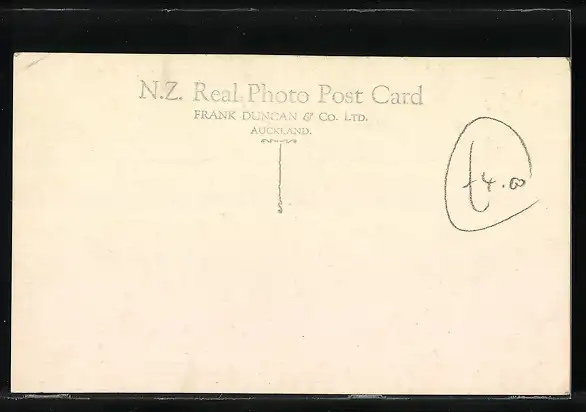 N.Z. Real Photo Post Card
FRANK DUNCAN & Co. LTD.
AUCKLAND.
£4.00